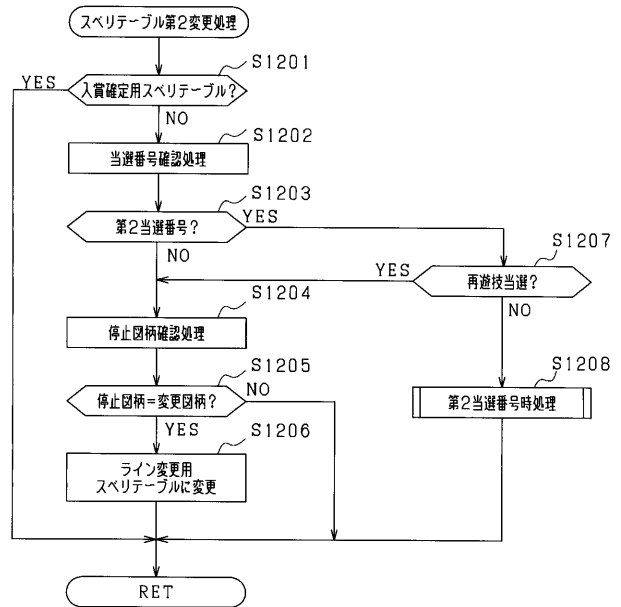 スベリテーブル第2変更処理
S1201
YES
入賞確定用スベリテーブル?
NO
S1202
当選番号確認処理
S1203
第2当選番号?
YES
NO
S1207
YES
再遊技当選?
NO
S1204
停止図柄確認処理
S1205
停止図柄=変更図柄?
NO
YES
S1208
第2当選番号時処理
S1206
ライン変更用
スベリテーブルに変更
RET